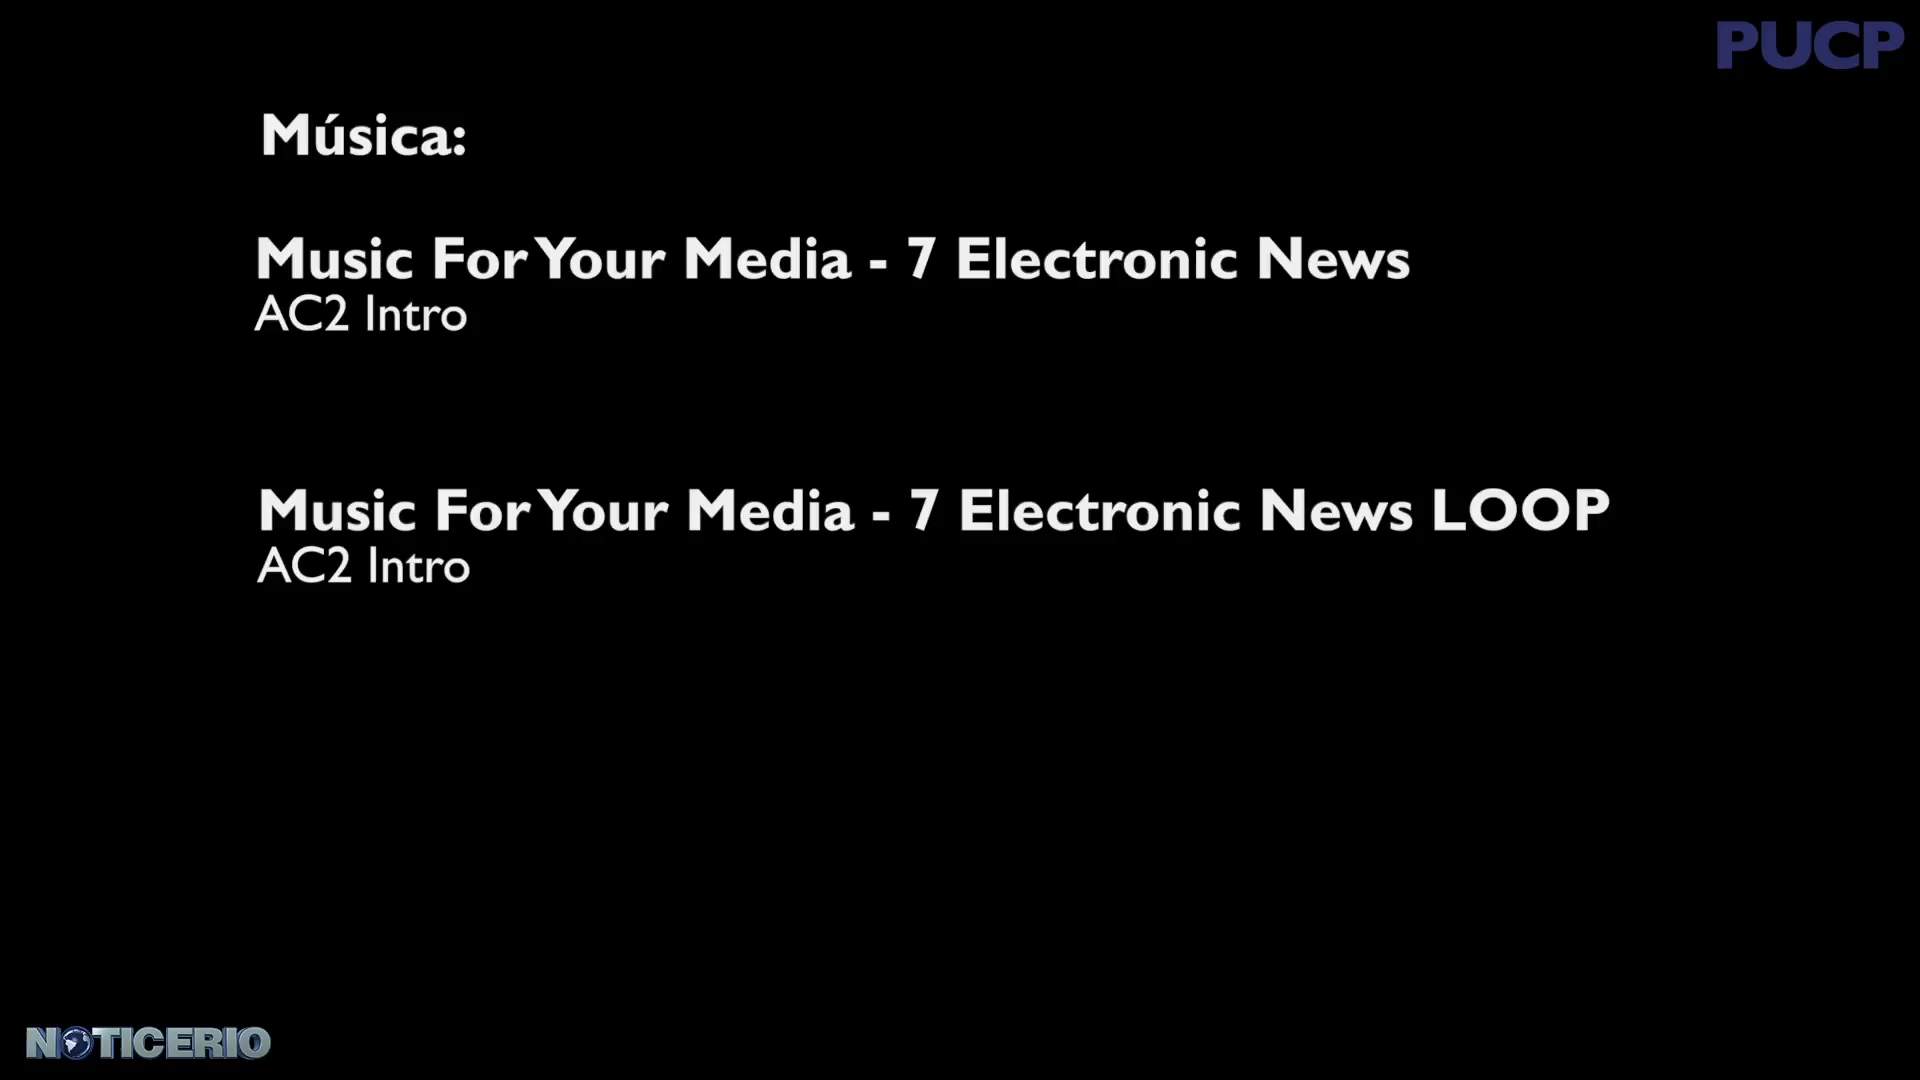 PUCP
Música:
Music For Your Media - 7 Electronic News
AC2 Intro
Music For Your Media - 7 Electronic News LOOP
AC2 Intro
NOTICERIO